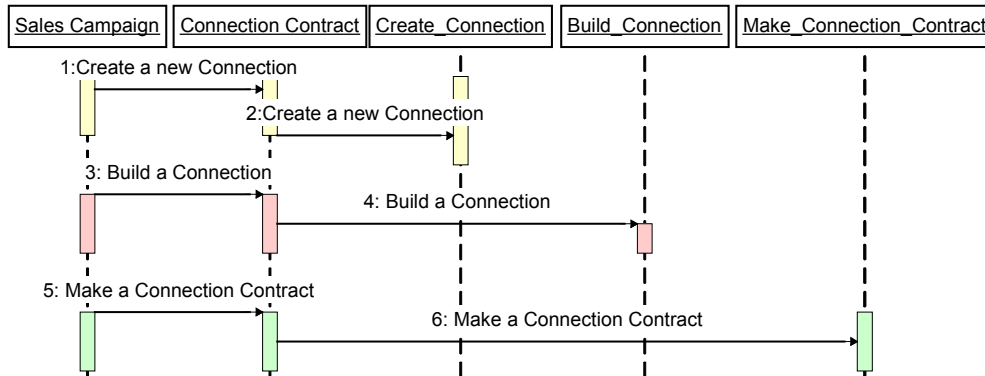 Sales Campaign
Connection Contract
Create_Connection
Build_Connection
Make_Connection_Contract
1:Create a new Connection
2:Create a new Connection
3: Build a Connection
4: Build a Connection
5: Make a Connection Contract
6: Make a Connection Contract